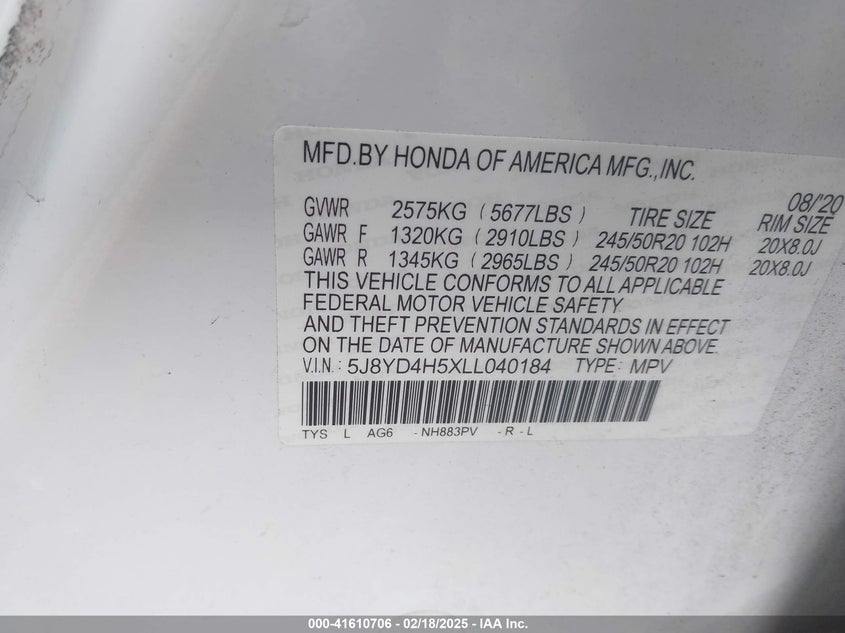 MFD.BY HONDA OF AMERICA MFG.,INC.
08/'20
GVWR 2575KG (5677LBS) TIRE SIZE RIM SIZE
GAWR F 1320KG (2910LBS) 245/50R20 102H 20X8.0J
GAWR R 1345KG (2965LBS) 245/50R20 102H 20X8.0J
THIS VEHICLE CONFORMS TO ALL APPLICABLE
FEDERAL MOTOR VEHICLE SAFETY
AND THEFT PREVENTION STANDARDS IN EFFECT
ON THE DATE OF MANUFACTURE SHOWN ABOVE.
V.I.N.: 5J8YD4H5XLL040184 TYPE: MPV
TYS L AG6 -NH883PV -R-L
000-41610706 - 02/18/2025 - IAA Inc.